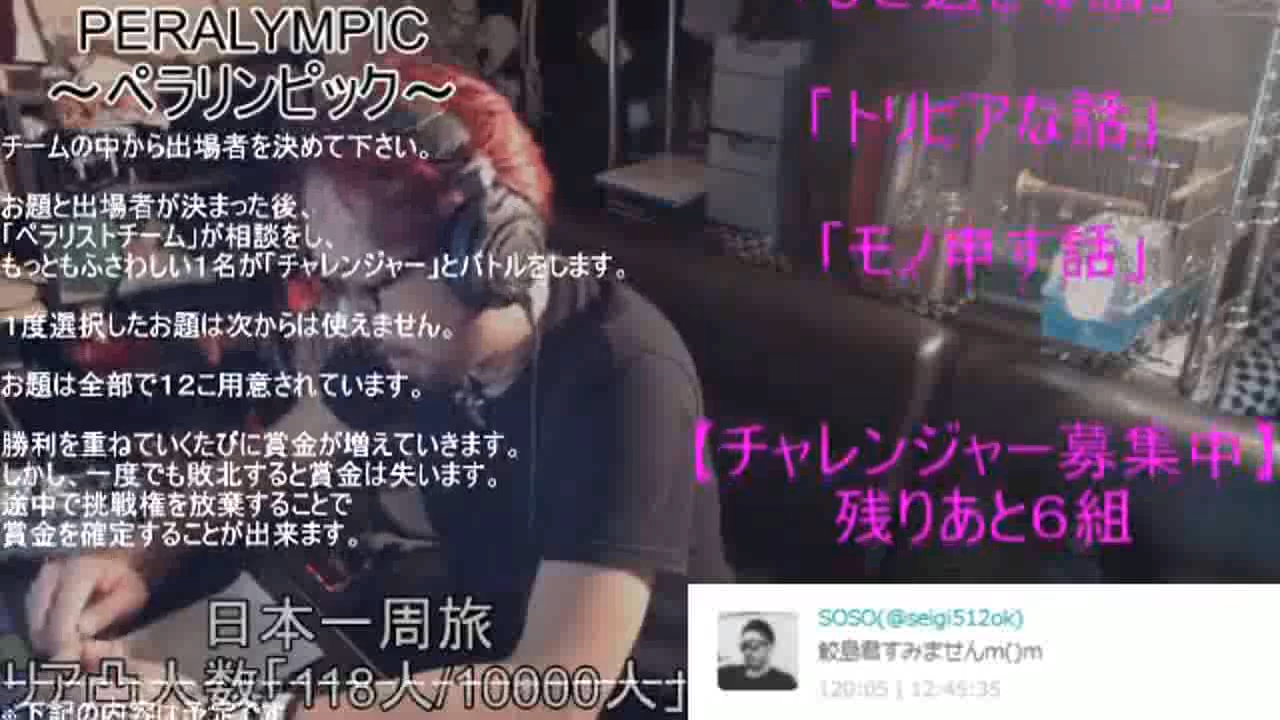 PERALYMPIC
～ペラリンピック～
チームの中から出場者を決めて下さい。
お題と出場者が決まった後、
「ペラリストチーム」が相談をし、
もっともふさわしい１名が「チャレンジャー」とバトルをします。
１度選択したお題は次からは使えません。
お題は全部で１２こ用意されています。
勝利を重ねていくたびに賞金が増えていきます。
しかし、一度でも敗北すると賞金は失います。
途中で挑戦権を放棄することで
賞金を確定することが出来ます。
日本一周旅
リア凸人数「118人/10000人」
※下記の内容は予定です
「トリビアな話」
「モノ申す話」
【チャレンジャー募集中】
残りあと６組
SOSO(@seigi512ok)
鮫島君すみませんm()m
120:05 | 12:45:35